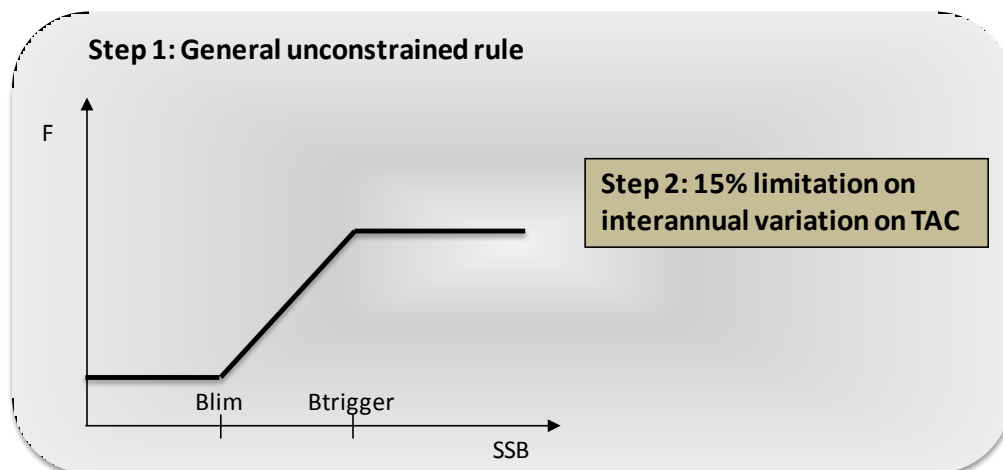 Step 1: General unconstrained rule
F
Step 2: 15% limitation on
interannual variation on TAC
Blim
Btrigger
SSB